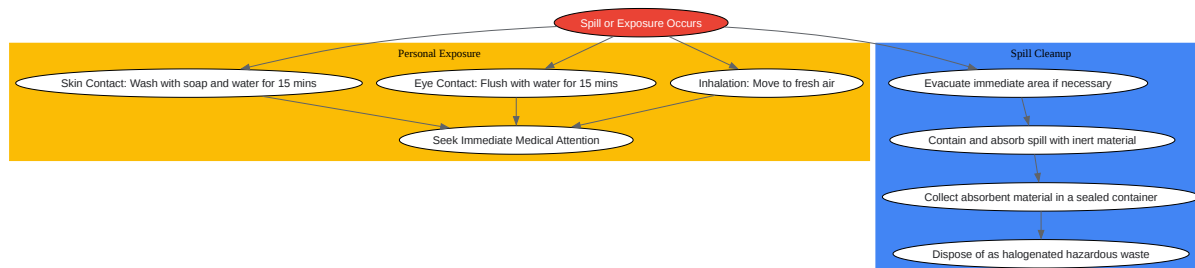 Spill or Exposure Occurs
Personal Exposure
Skin Contact: Wash with soap and water for 15 mins
Eye Contact: Flush with water for 15 mins
Inhalation: Move to fresh air
Seek Immediate Medical Attention
Spill Cleanup
Evacuate immediate area if necessary
Contain and absorb spill with inert material
Collect absorbent material in a sealed container
Dispose of as halogenated hazardous waste